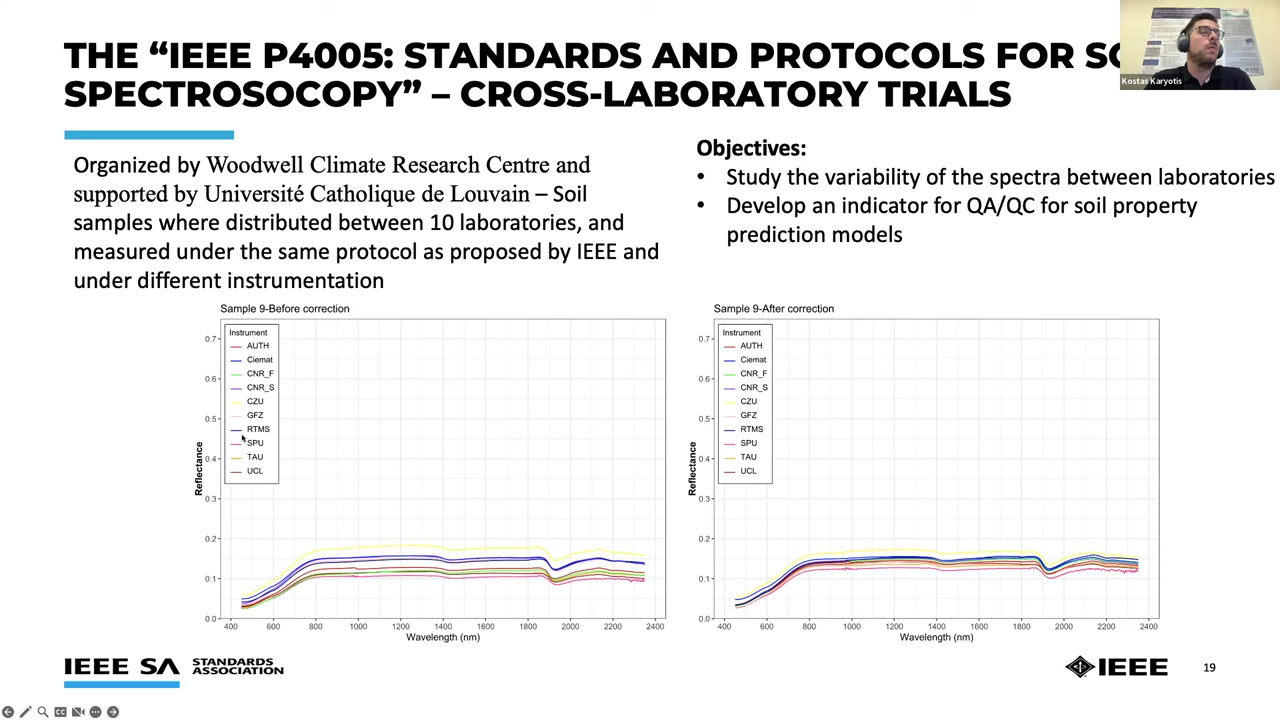 THE “IEEE P4005: STANDARDS AND PROTOCOLS FOR SO
SPECTROSOCOPY” – CROSS-LABORATORY TRIALS
Kostas Karyotis
Organized by Woodwell Climate Research Centre and
supported by Université Catholique de Louvain – Soil
samples where distributed between 10 laboratories, and
measured under the same protocol as proposed by IEEE and
under different instrumentation
Objectives:
• Study the variability of the spectra between laboratories
• Develop an indicator for QA/QC for soil property
prediction models
Sample 9-Before correction
Instrument
AUTH
Ciemat
CNR_F
CNR_S
CZU
GFZ
RTMS
SPU
TAU
UCL
Reflectance
0.7
0.6
0.5
0.4
0.3
0.2
0.1
0.0
400 600 800 1000 1200 1400 1600 1800 2000 2200 2400
Wavelength (nm)
Sample 9-After correction
Instrument
AUTH
Ciemat
CNR_F
CNR_S
CZU
GFZ
RTMS
SPU
TAU
UCL
Reflectance
0.7
0.6
0.5
0.4
0.3
0.2
0.1
0.0
400 600 800 1000 1200 1400 1600 1800 2000 2200 2400
Wavelength (nm)
IEEE SA STANDARDS
ASSOCIATION
IEEE
19